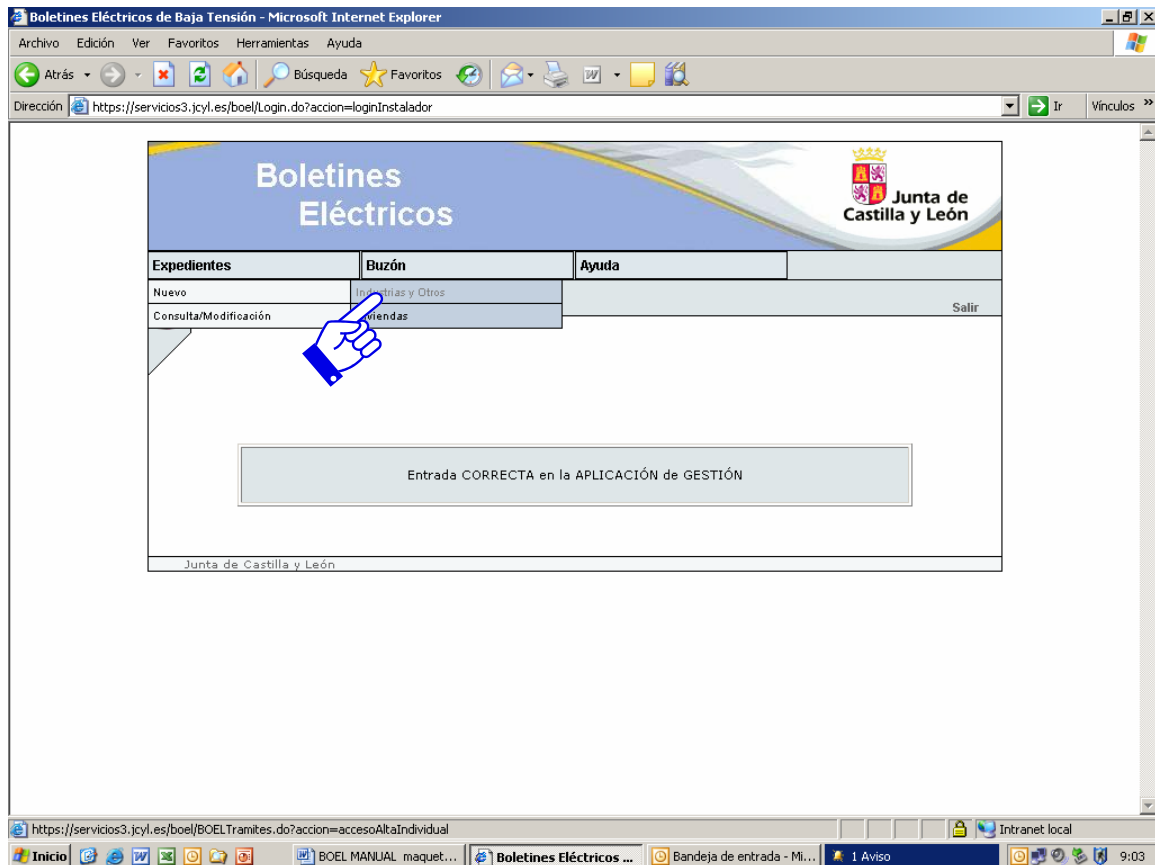 Boletines Eléctricos de Baja Tensión - Microsoft Internet Explorer
Archivo Edición Ver Favoritos Herramientas Ayuda
Atrás Búsqueda Favoritos
Dirección https://servicios3.jcyl.es/boel/Login.do?accion=loginInstalador Ir Vínculos »
Boletines
Eléctricos
Junta de
Castilla y León
Expedientes Buzón Ayuda
Nuevo Industrias y Otros
Salir
Consulta/Modificación viviendas
Entrada CORRECTA en la APLICACIÓN de GESTIÓN
Junta de Castilla y León
https://servicios3.jcyl.es/boel/BOELTramites.do?accion=accesoAltaIndividual Intranet local
Inicio BOEL MANUAL maquet... Boletines Eléctricos ... Bandeja de entrada - Mi... 1 Aviso 9:03